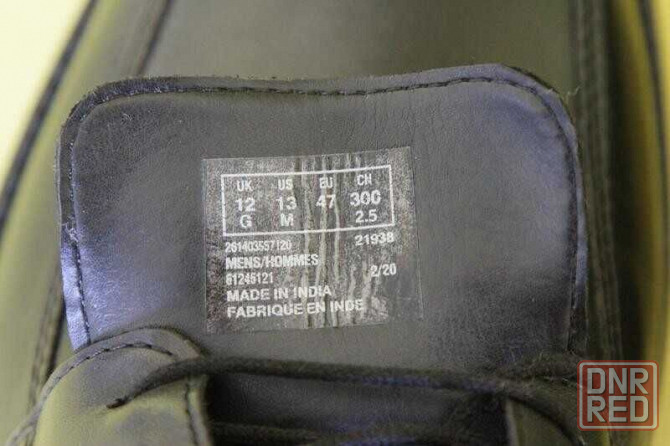 UK US EU CH
12 13 47 300
G M 2.5
261403557120 21938
MENS/HOMMES
61245121 2/20
MADE IN INDIA
FABRIQUE EN INDE
DNR
RED